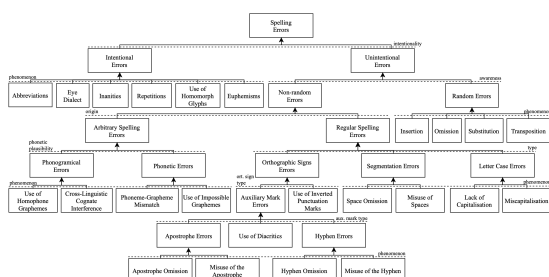 Spelling
Errors
intentionality
Intentional
Errors
Unintentional
Errors
phenomenon
awareness
Abbreviations
Eye
Dialect
Inanities
Repetitions
Use of
Homomorph
Glyphs
Euphemisms
Non-random
Errors
Random Errors
origin
phenomenon
Arbitrary Spelling
Errors
Regular Spelling
Errors
Insertion
Omission
Substitution
Transposition
phonetic
plausibility
type
Phonogramical
Errors
Phonetic Errors
Orthographic Signs
Errors
Segmentation Errors
Letter Case Errors
phenomenon
ort. sign
type
phenomenon
Use of
Homophone
Graphemes
Cross-Linguistic
Cognate
Interference
Phoneme-Grapheme
Mismatch
Use of Impossible
Graphemes
Auxiliary Mark
Errors
Use of Inverted
Punctuation
Marks
Space Omission
Misuse of
Spaces
Lack of
Capitalisation
Miscapitalisation
aux. mark type
Apostrophe Errors
Use of Diacritics
Hyphen Errors
phenomenon
Apostrophe Omission
Misuse of the
Apostrophe
Hyphen Omission
Misuse of the Hyphen